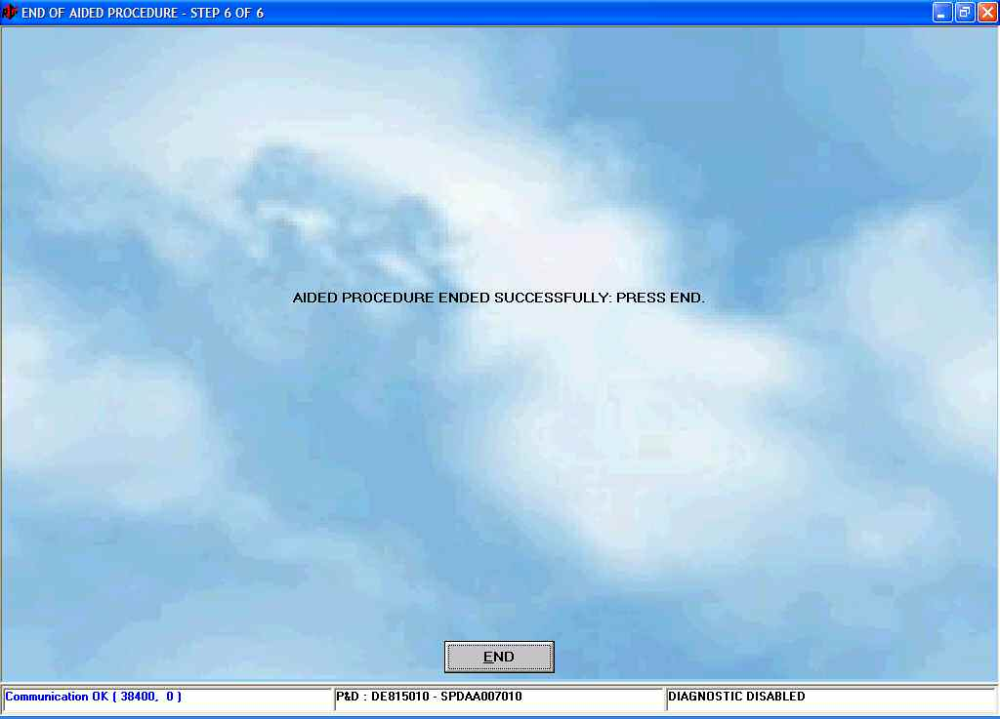 END OF AIDED PROCEDURE - STEP 6 OF 6
AIDED PROCEDURE ENDED SUCCESSFULLY: PRESS END.
END
Communication OK ( 38400, 0 )
P&D : DE815010 - SPDAA007010
DIAGNOSTIC DISABLED